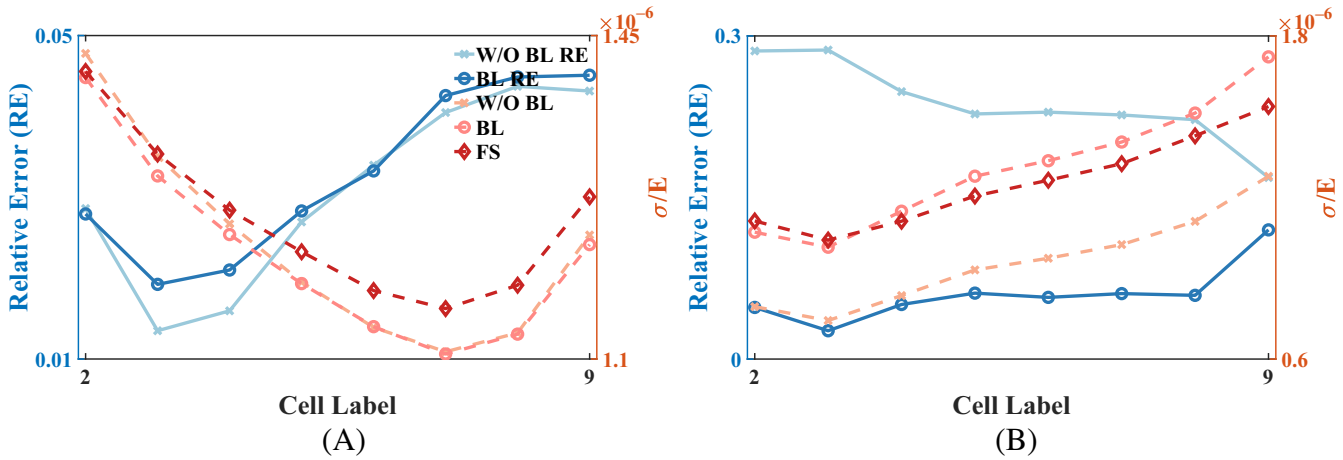 ×10⁻⁶
0.05
1.45
W/O BL RE
BL RE
W/O BL
BL
FS
Relative Error (RE)
σ/E
0.01
1.1
2
9
Cell Label
(A)
×10⁻⁶
0.3
1.8
Relative Error (RE)
σ/E
0
0.6
2
9
Cell Label
(B)